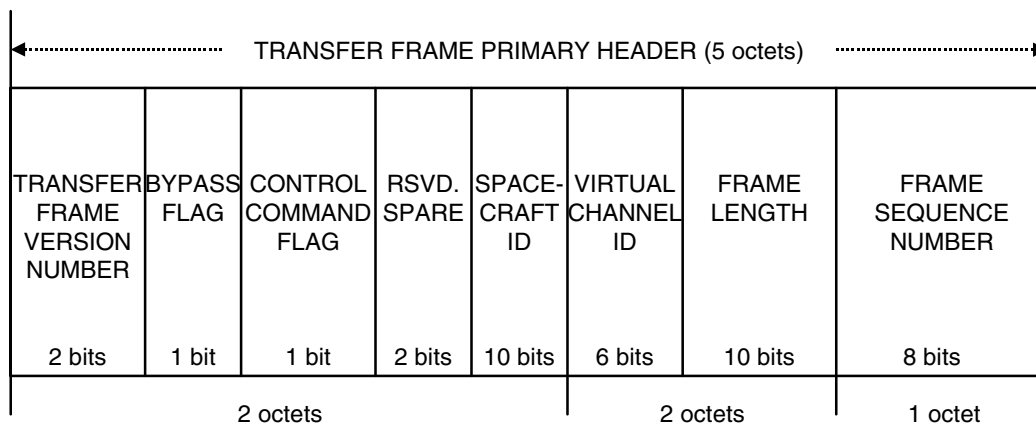 TRANSFER FRAME PRIMARY HEADER (5 octets)
TRANSFER
FRAME
VERSION
NUMBER
2 bits
BYPASS
FLAG
1 bit
CONTROL
COMMAND
FLAG
1 bit
RSVD.
SPARE
2 bits
SPACE-
CRAFT
ID
10 bits
VIRTUAL
CHANNEL
ID
6 bits
FRAME
LENGTH
10 bits
FRAME
SEQUENCE
NUMBER
8 bits
2 octets
2 octets
1 octet